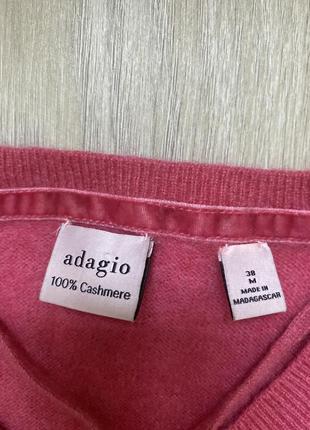 adagio
100% Cashmere
38
M
MADE IN
MADAGASCAR